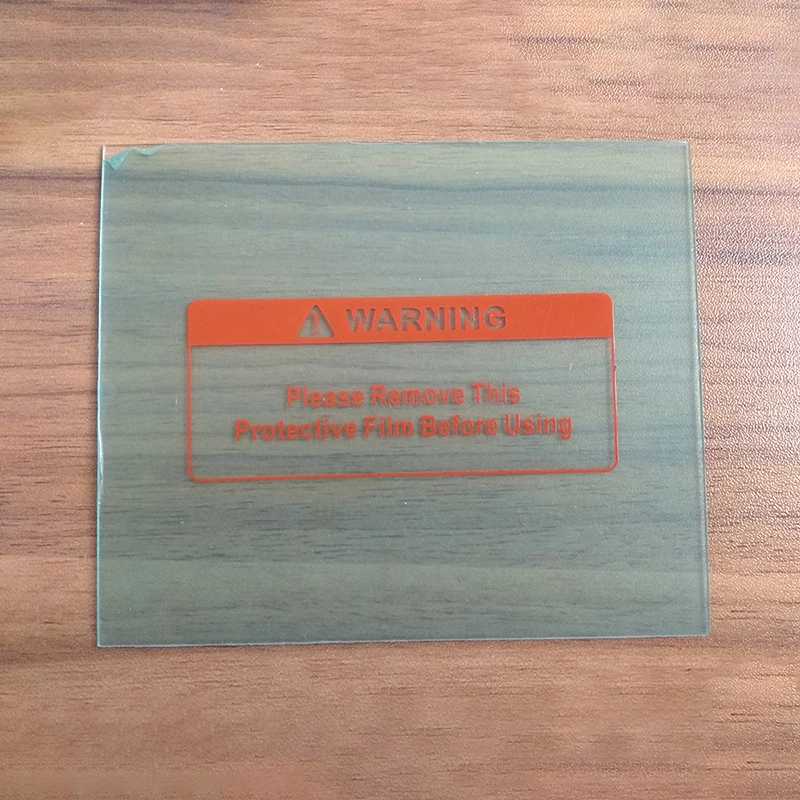 WARNING
Please Remove This
Protective Film Before Using